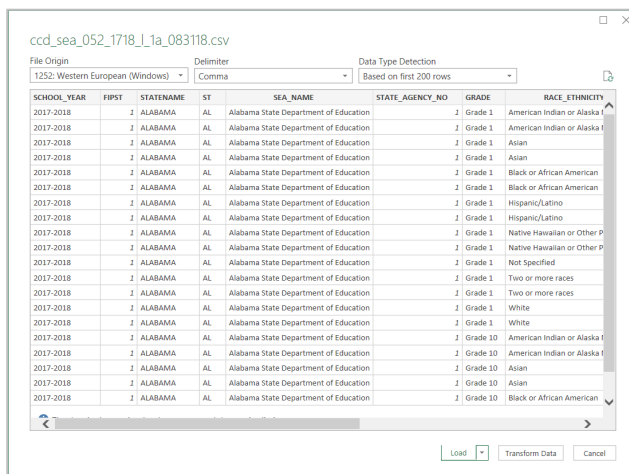 ccd_sea_052_1718_l_1a_083118.csv
File Origin Delimiter Data Type Detection
1252: Western European (Windows) Comma Based on first 200 rows
SCHOOL_YEAR FIPST STATENAME ST SEA_NAME STATE_AGENCY_NO GRADE RACE_ETHNICITY
2017-2018 1 ALABAMA AL Alabama State Department of Education 1 Grade 1 American Indian or Alaska
2017-2018 1 ALABAMA AL Alabama State Department of Education 1 Grade 1 American Indian or Alaska
2017-2018 1 ALABAMA AL Alabama State Department of Education 1 Grade 1 Asian
2017-2018 1 ALABAMA AL Alabama State Department of Education 1 Grade 1 Asian
2017-2018 1 ALABAMA AL Alabama State Department of Education 1 Grade 1 Black or African American
2017-2018 1 ALABAMA AL Alabama State Department of Education 1 Grade 1 Black or African American
2017-2018 1 ALABAMA AL Alabama State Department of Education 1 Grade 1 Hispanic/Latino
2017-2018 1 ALABAMA AL Alabama State Department of Education 1 Grade 1 Hispanic/Latino
2017-2018 1 ALABAMA AL Alabama State Department of Education 1 Grade 1 Native Hawaiian or Other P
2017-2018 1 ALABAMA AL Alabama State Department of Education 1 Grade 1 Native Hawaiian or Other P
2017-2018 1 ALABAMA AL Alabama State Department of Education 1 Grade 1 Not Specified
2017-2018 1 ALABAMA AL Alabama State Department of Education 1 Grade 1 Two or more races
2017-2018 1 ALABAMA AL Alabama State Department of Education 1 Grade 1 Two or more races
2017-2018 1 ALABAMA AL Alabama State Department of Education 1 Grade 1 White
2017-2018 1 ALABAMA AL Alabama State Department of Education 1 Grade 1 White
2017-2018 1 ALABAMA AL Alabama State Department of Education 1 Grade 10 American Indian or Alaska
2017-2018 1 ALABAMA AL Alabama State Department of Education 1 Grade 10 American Indian or Alaska
2017-2018 1 ALABAMA AL Alabama State Department of Education 1 Grade 10 Asian
2017-2018 1 ALABAMA AL Alabama State Department of Education 1 Grade 10 Asian
2017-2018 1 ALABAMA AL Alabama State Department of Education 1 Grade 10 Black or African American
Load Transform Data Cancel